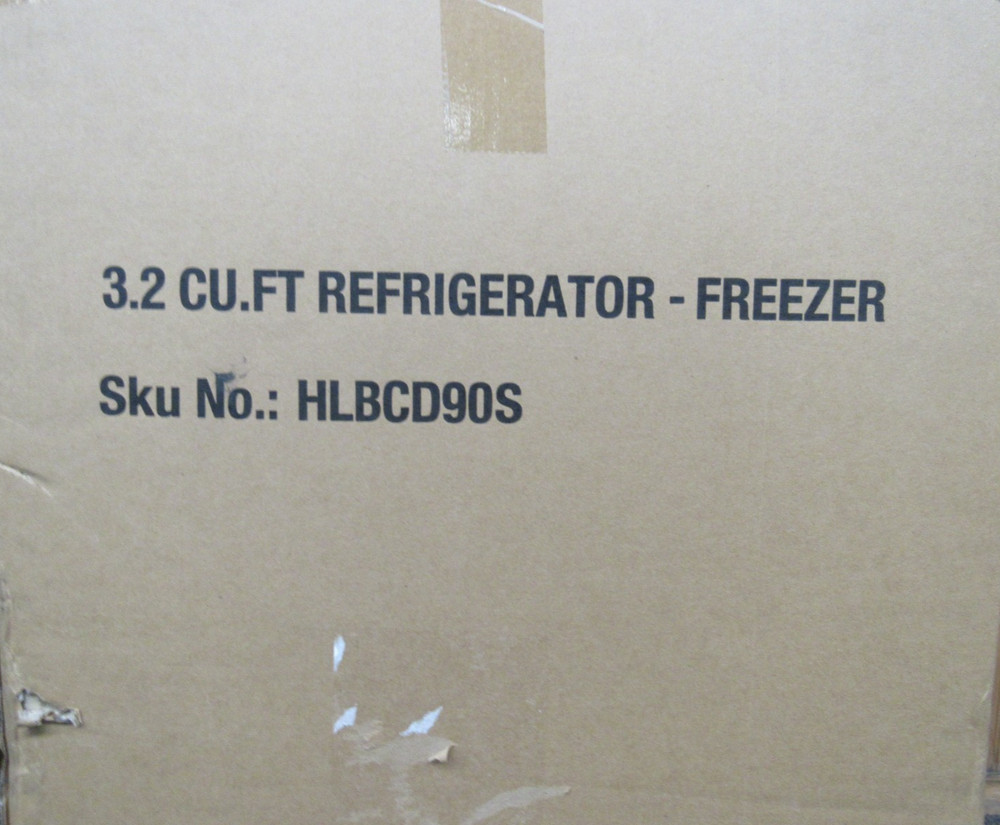 3.2 CU.FT REFRIGERATOR - FREEZER
Sku No.: HLBCD90S